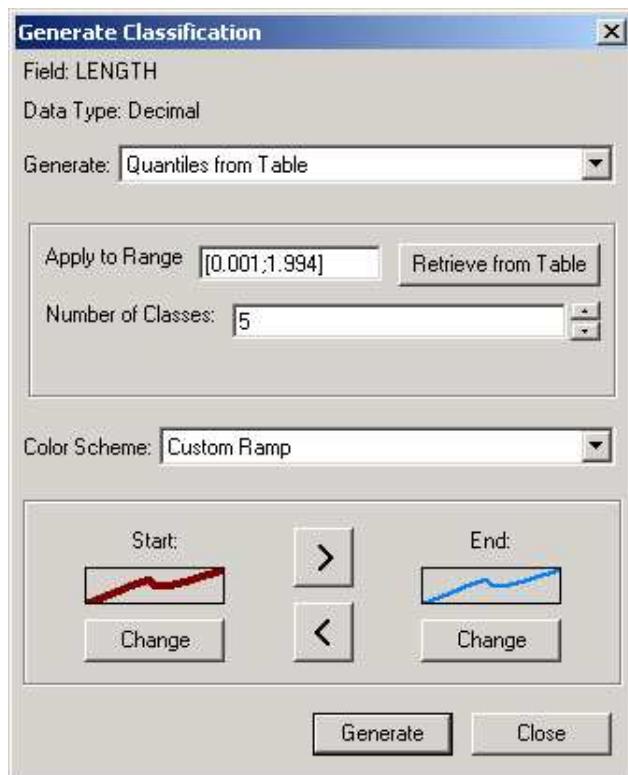 Generate Classification
Field: LENGTH
Data Type: Decimal
Generate: Quantiles from Table
Apply to Range [0.001;1.994] Retrieve from Table
Number of Classes: 5
Color Scheme: Custom Ramp
Start: > End:
Change < Change
Generate Close